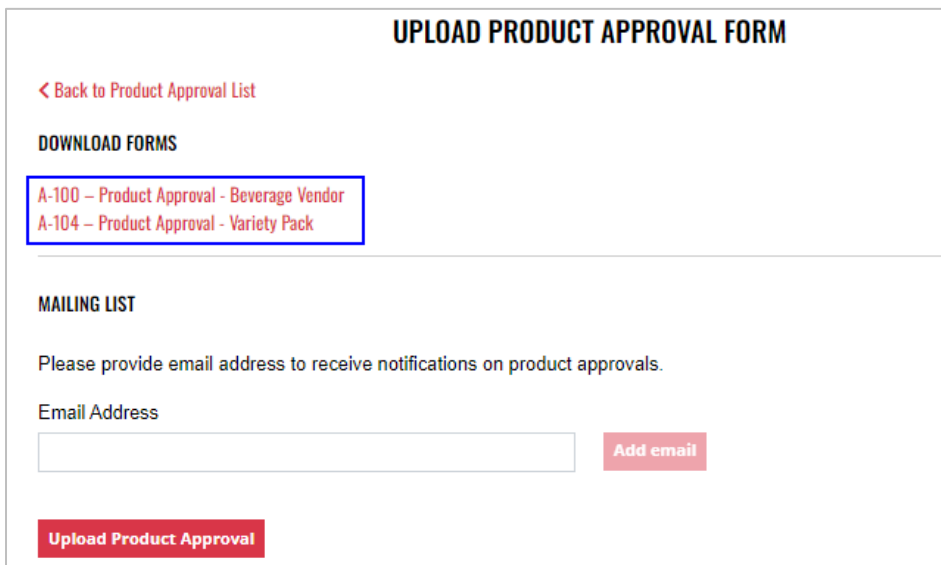 UPLOAD PRODUCT APPROVAL FORM
Back to Product Approval List
DOWNLOAD FORMS
A-100 – Product Approval - Beverage Vendor
A-104 – Product Approval - Variety Pack
MAILING LIST
Please provide email address to receive notifications on product approvals.
Email Address
Add email
Upload Product Approval